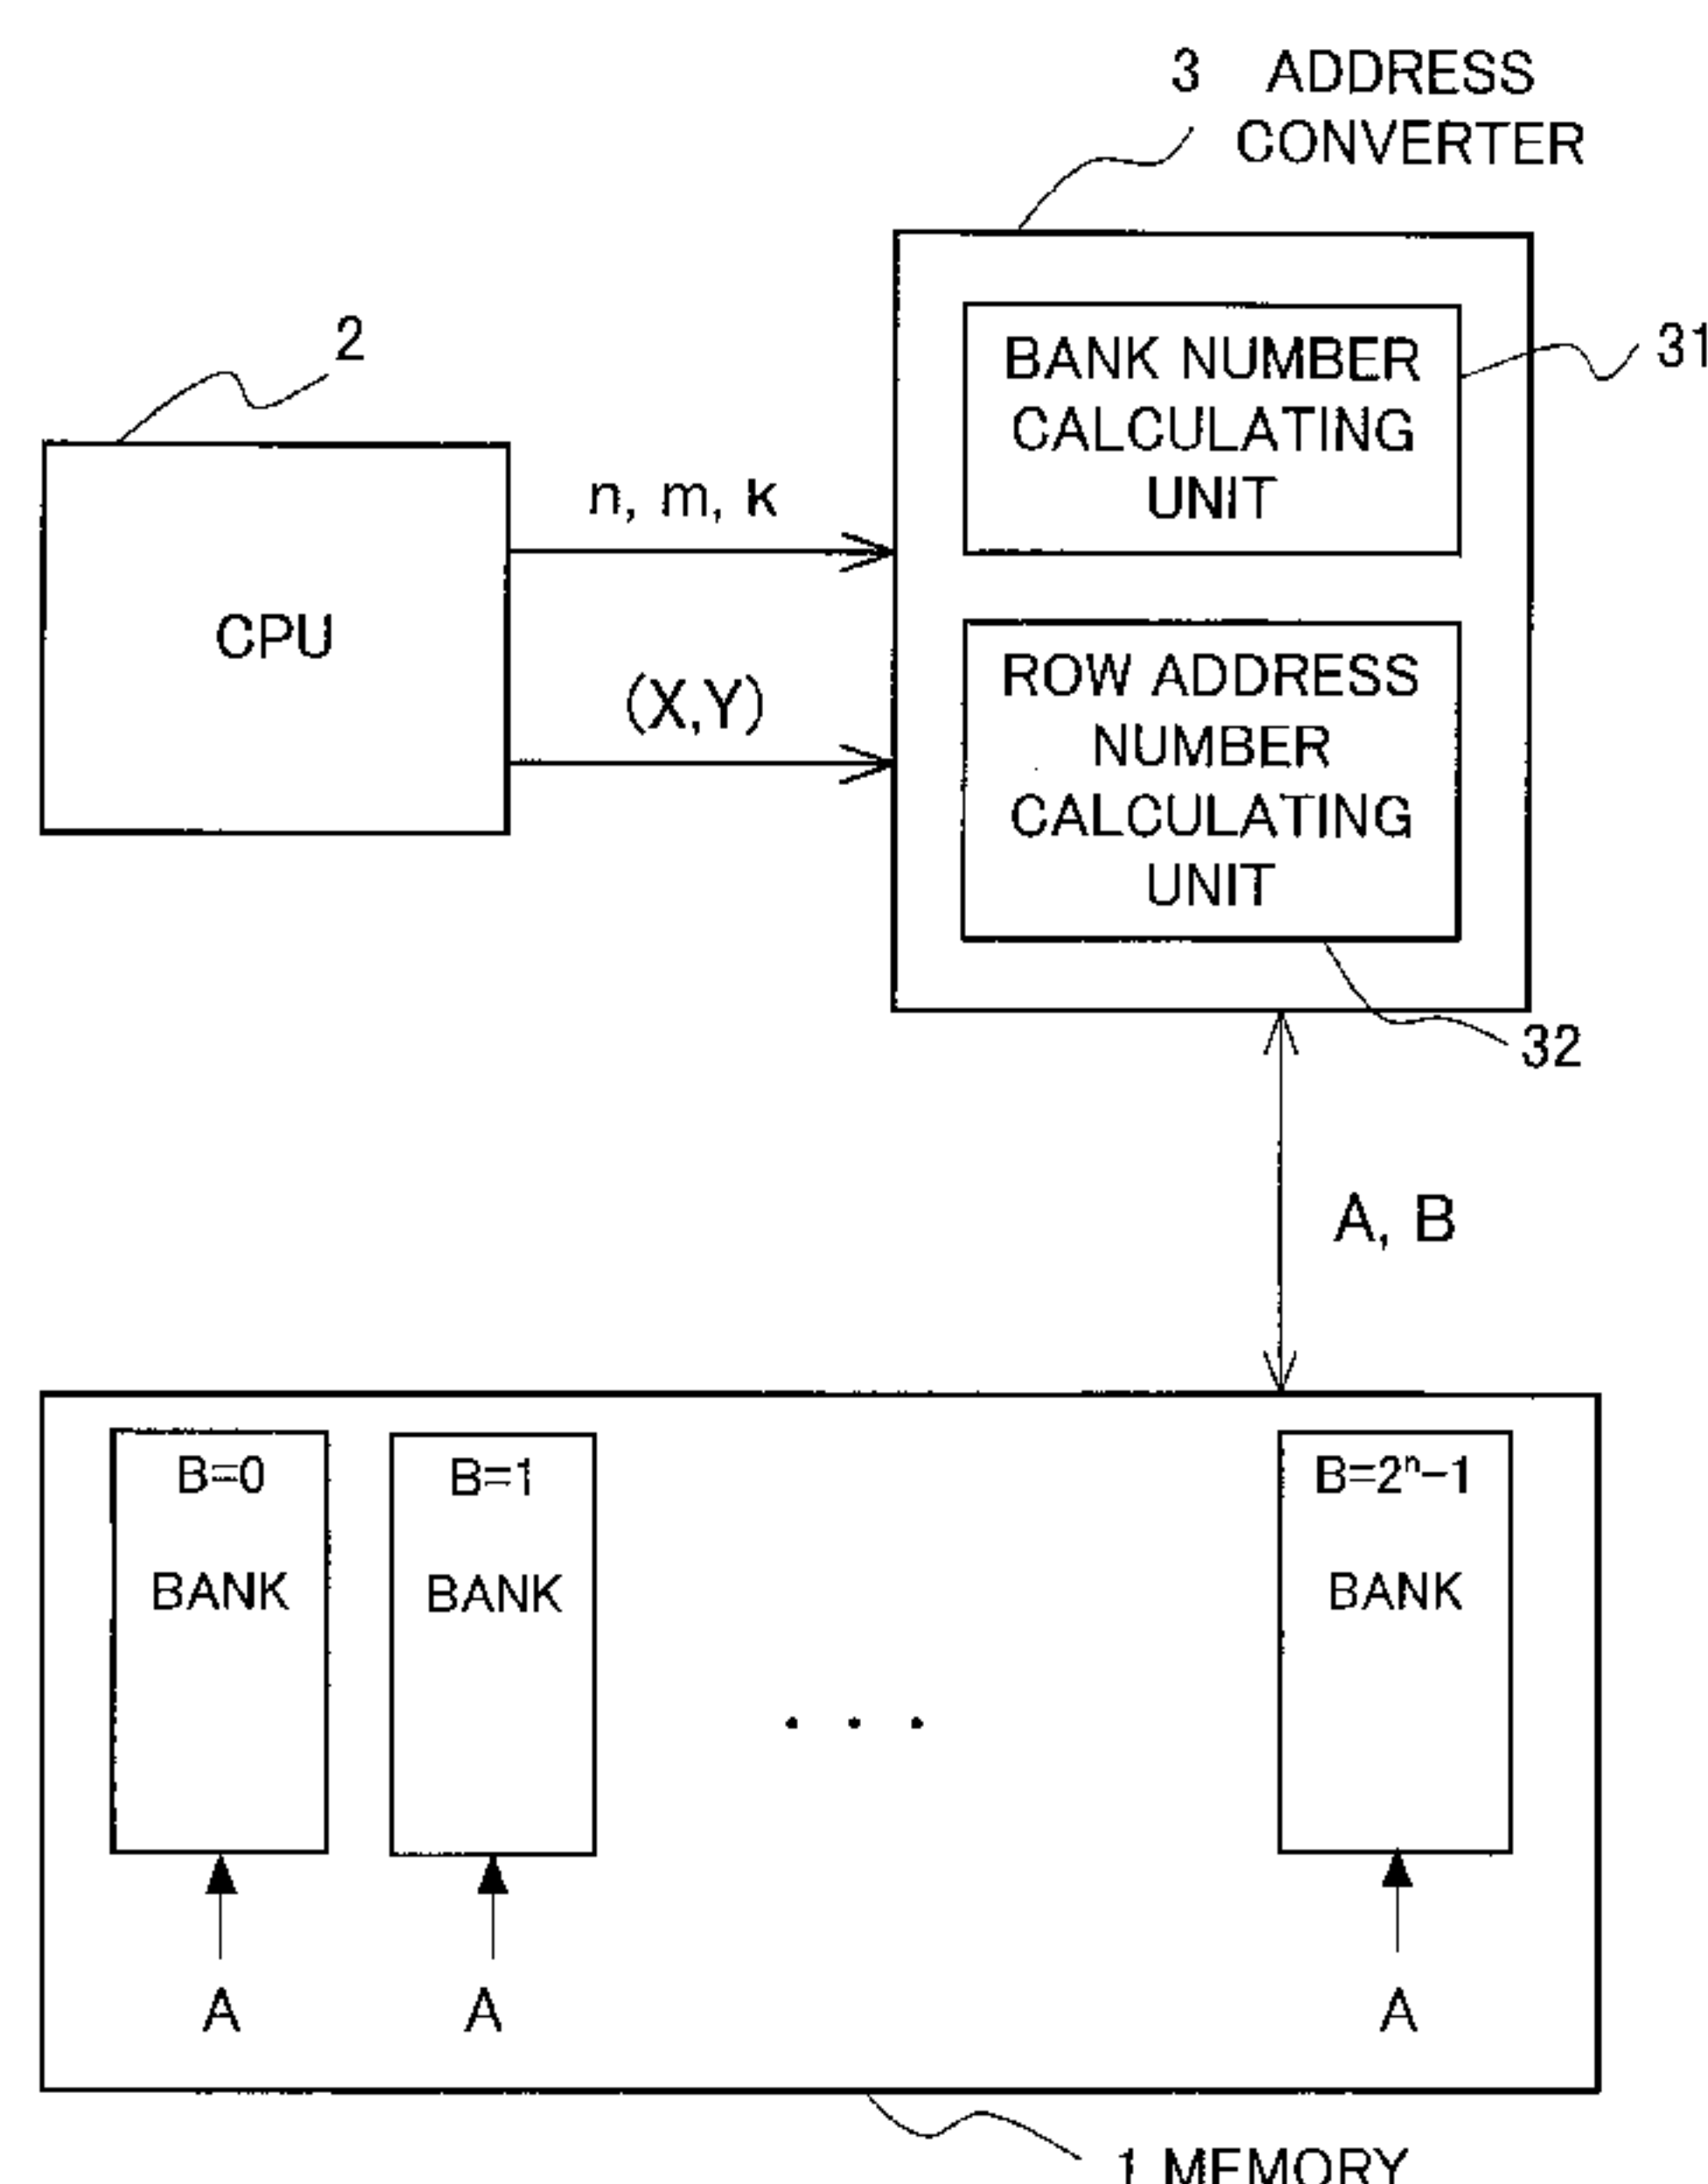 3 ADDRESS
CONVERTER
2
BANK NUMBER
CALCULATING
UNIT
31
n, m, k
CPU
(X,Y)
ROW ADDRESS
NUMBER
CALCULATING
UNIT
32
A, B
B=0
BANK
B=1
BANK
B=2ⁿ-1
BANK
. . .
A
A
A
1 MEMORY